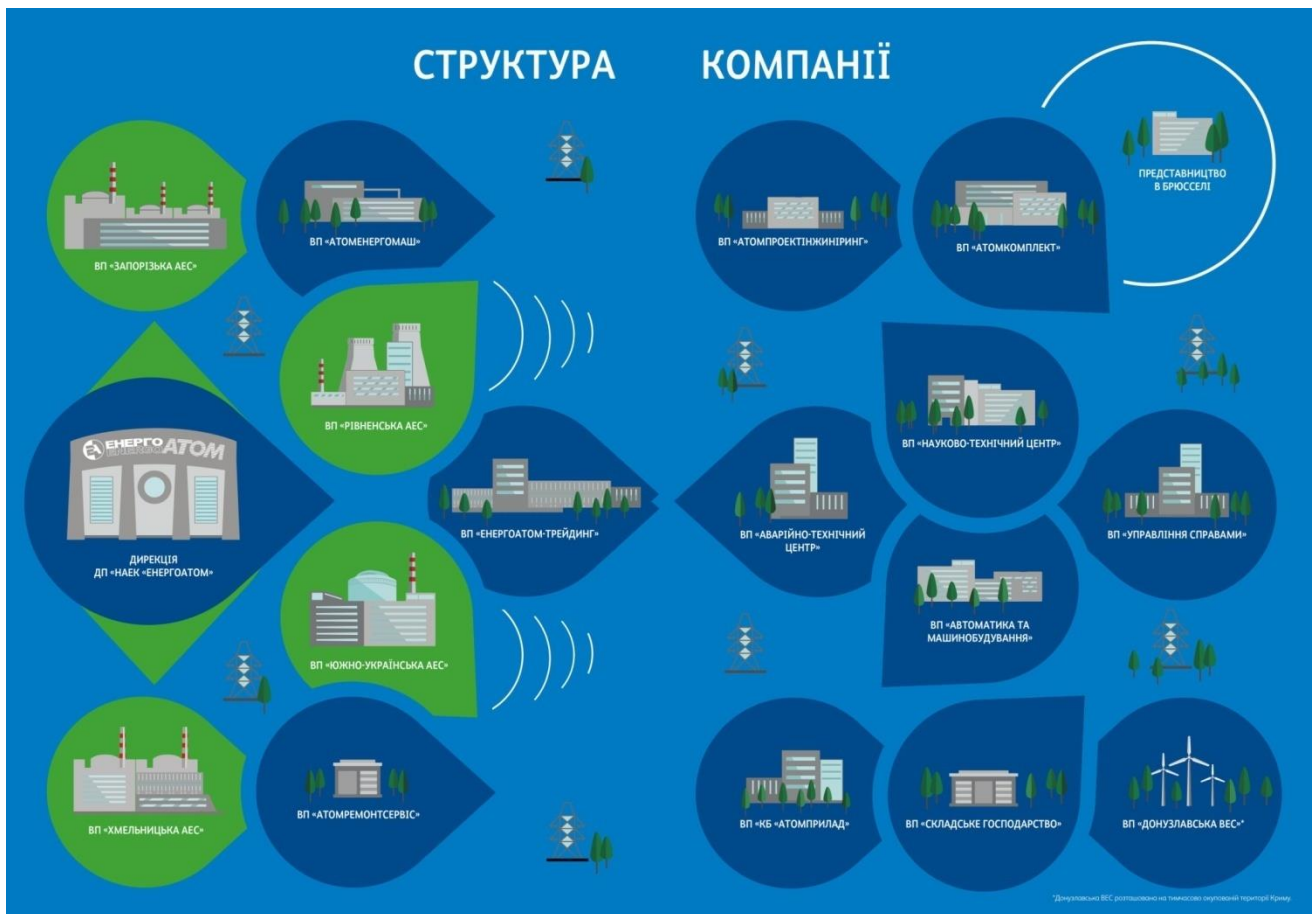 СТРУКТУРА КОМПАНІЇ
ВП «ЗАПОРІЗЬКА АЕС»
ВП «АТОМЕНЕРГОМАШ»
ВП «АТОМПРОЕКТІНЖИНІРИНГ»
ВП «АТОМКОМПЛЕКТ»
ПРЕДСТАВНИЦТВО
В БРЮССЕЛІ
ВП «РІВНЕНСЬКА АЕС»
ВП «НАУКОВО-ТЕХНІЧНИЙ ЦЕНТР»
ЕНЕРГОАТОМ
ENERGO
ДИРЕКЦІЯ
ДП «НАЕК «ЕНЕРГОАТОМ»
ВП «ЕНЕРГОАТОМ-ТРЕЙДИНГ»
ВП «АВАРІЙНО-ТЕХНІЧНИЙ
ЦЕНТР»
ВП «УПРАВЛІННЯ СПРАВАМИ»
ВП «ЮЖНО-УКРАЇНСЬКА АЕС»
ВП «АВТОМАТИКА ТА
МАШИНОБУДУВАННЯ»
ВП «ХМЕЛЬНИЦЬКА АЕС»
ВП «АТОМРЕМОНТСЕРВІС»
ВП «КБ «АТОМПРИЛАД»
ВП «СКЛАДСЬКЕ ГОСПОДАРСТВО»
ВП «ДОНУЗЛАВСЬКА ВЕС»*
*Донузлавська ВЕС розташовано на тимчасово окупованій території Криму